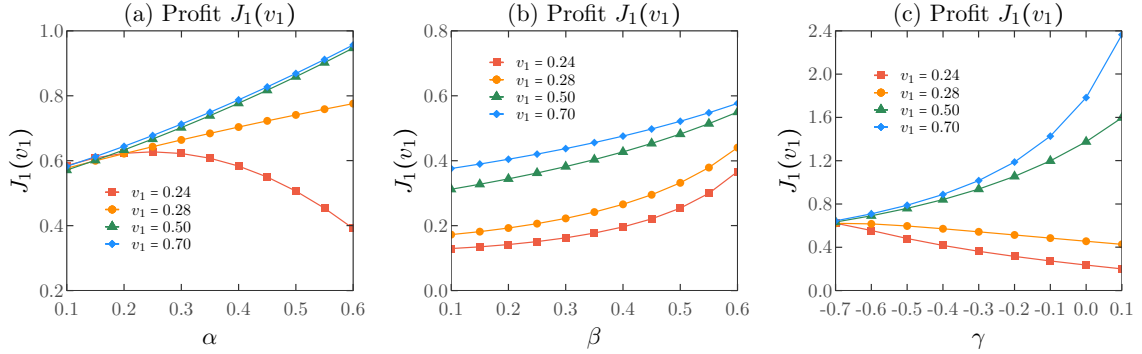 (a) Profit J₁(v₁)
J₁(v₁)
1.0
0.8
0.6
0.4
0.2
v₁ = 0.24
v₁ = 0.28
v₁ = 0.50
v₁ = 0.70
0.1 0.2 0.3 0.4 0.5 0.6
α
(b) Profit J₁(v₁)
J₁(v₁)
0.8
0.6
0.4
0.2
0.0
v₁ = 0.24
v₁ = 0.28
v₁ = 0.50
v₁ = 0.70
0.1 0.2 0.3 0.4 0.5 0.6
β
(c) Profit J₁(v₁)
J₁(v₁)
2.4
1.8
1.2
0.6
0.0
v₁ = 0.24
v₁ = 0.28
v₁ = 0.50
v₁ = 0.70
-0.7 -0.6 -0.5 -0.4 -0.3 -0.2 -0.1 0.0 0.1
γ